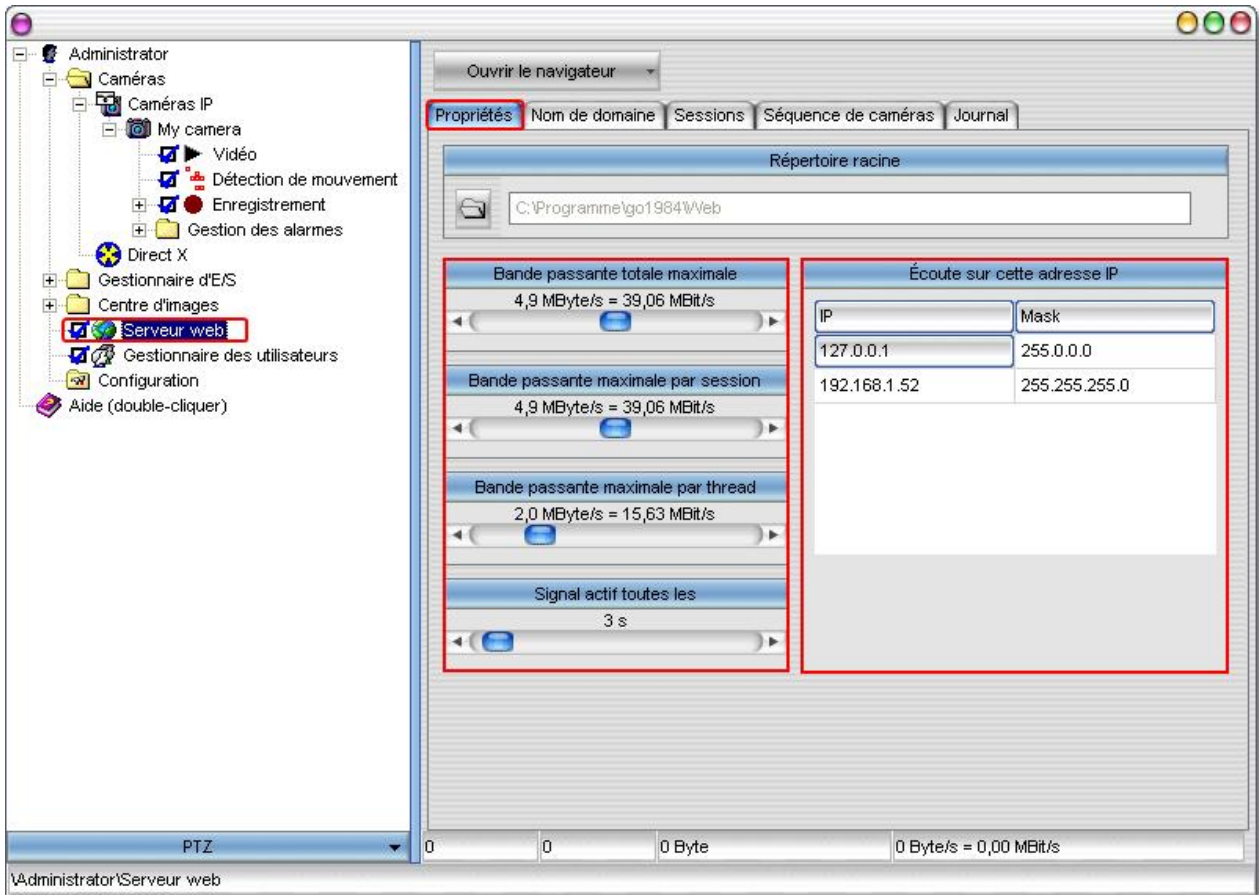 Administrator
Caméras
Caméras IP
My camera
Vidéo
Détection de mouvement
Enregistrement
Gestion des alarmes
Direct X
Gestionnaire d'E/S
Centre d'images
Serveur web
Gestionnaire des utilisateurs
Configuration
Aide (double-cliquer)
PTZ
Ouvrir le navigateur
Propriétés Nom de domaine Sessions Séquence de caméras Journal
Répertoire racine
C:\Programme\go1984\Web
Bande passante totale maximale
4,9 MByte/s = 39,06 MBit/s
Bande passante maximale par session
4,9 MByte/s = 39,06 MBit/s
Bande passante maximale par thread
2,0 MByte/s = 15,63 MBit/s
Signal actif toutes les
3 s
Écoute sur cette adresse IP
IP Mask
127.0.0.1 255.0.0.0
192.168.1.52 255.255.255.0
0 0 0 Byte 0 Byte/s = 0,00 MBit/s
\Administrator\Serveur web